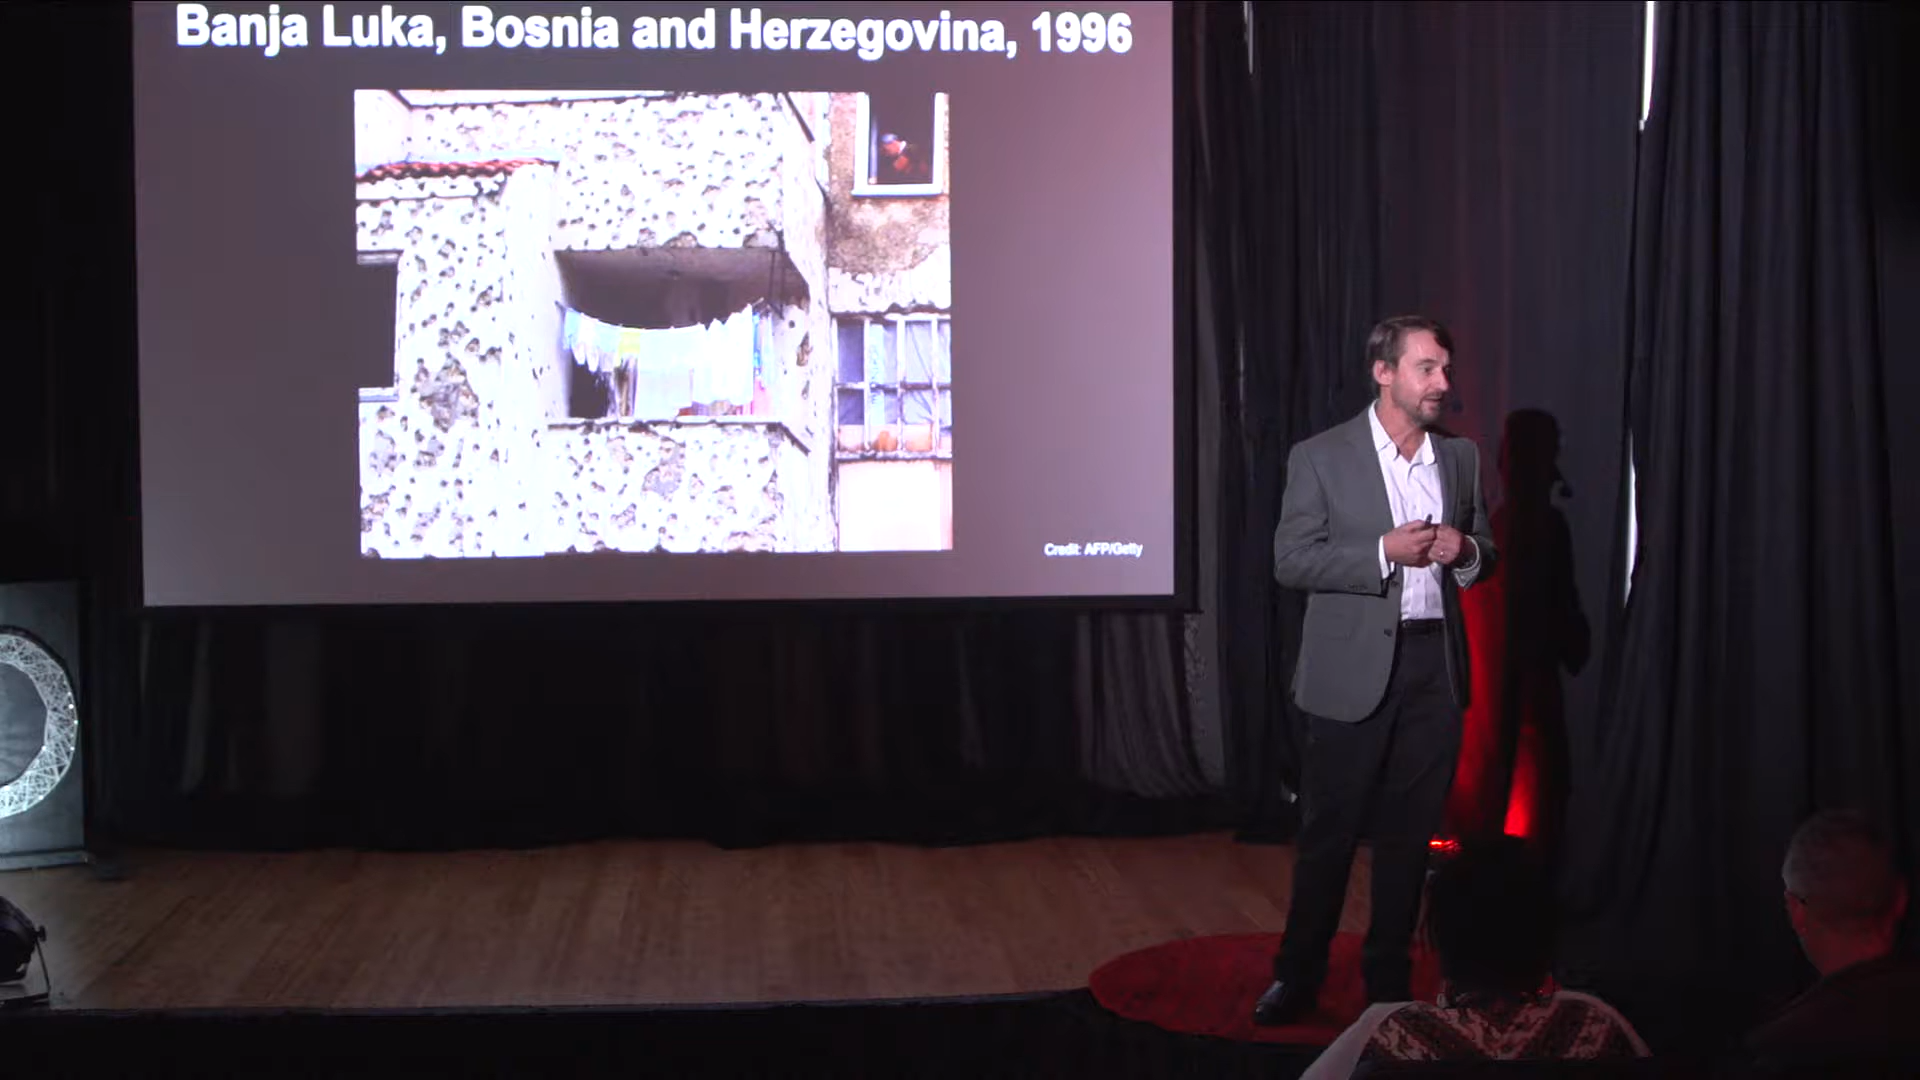 Banja Luka, Bosnia and Herzegovina, 1996
Credit: AFP/Getty